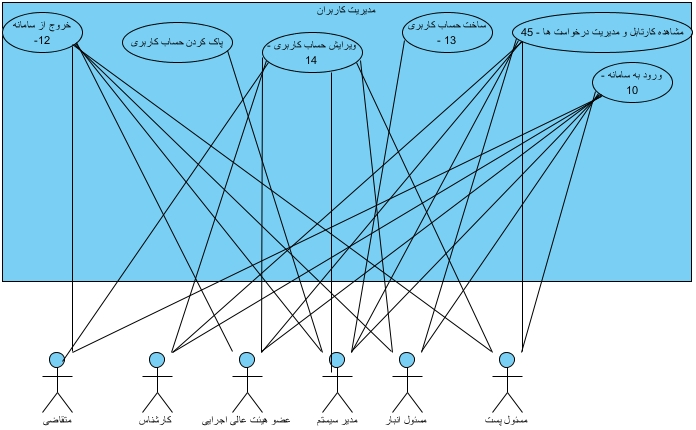 مدیریت کاربران
خروج از سامانه
-12
پاک کردن حساب کاربری
ویرایش حساب کاربری -
14
ساخت حساب کاربری
- 13
مشاهده کارتابل و مدیریت درخواست ها - 45
ورود به سامانه -
10
متقاضی
کارشناس
عضو هیئت عالی اجرایی
مدیر سیستم
مسئول انبار
مسئول پست